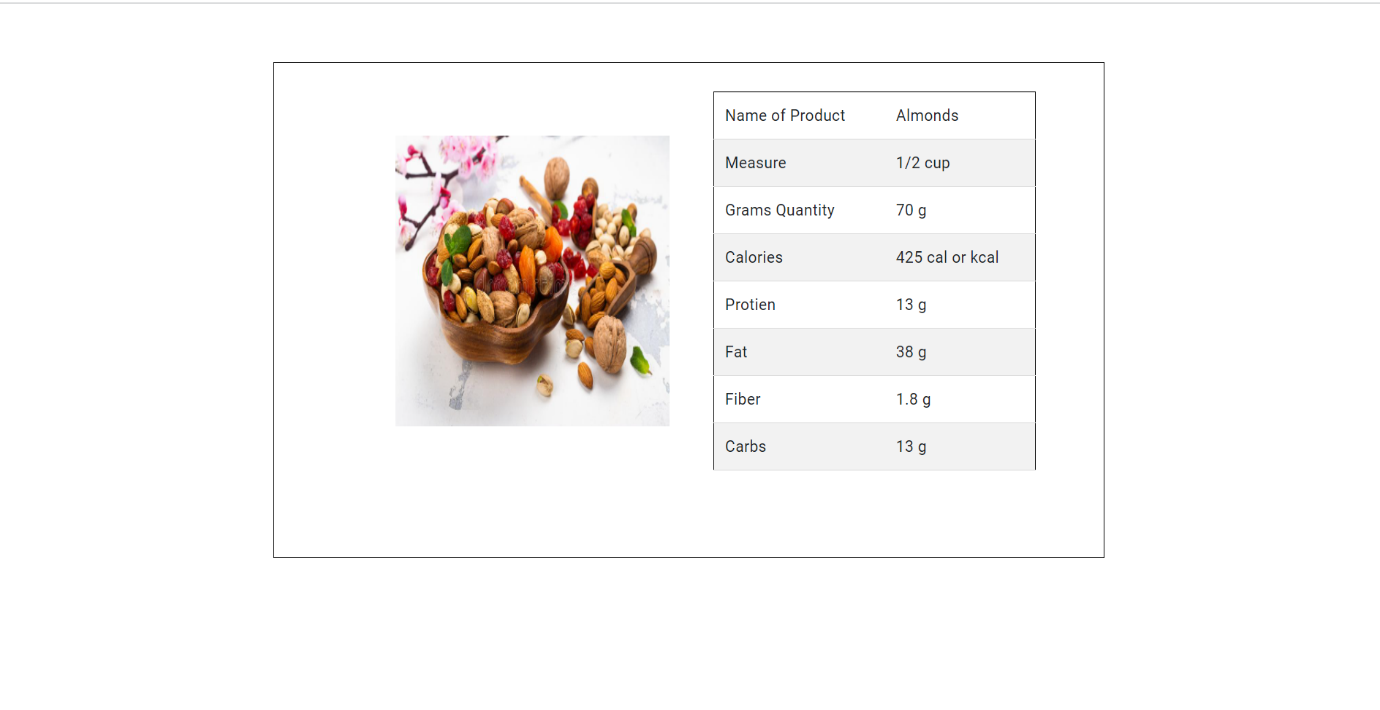 Name of Product Almonds
Measure 1/2 cup
Grams Quantity 70 g
Calories 425 cal or kcal
Protien 13 g
Fat 38 g
Fiber 1.8 g
Carbs 13 g